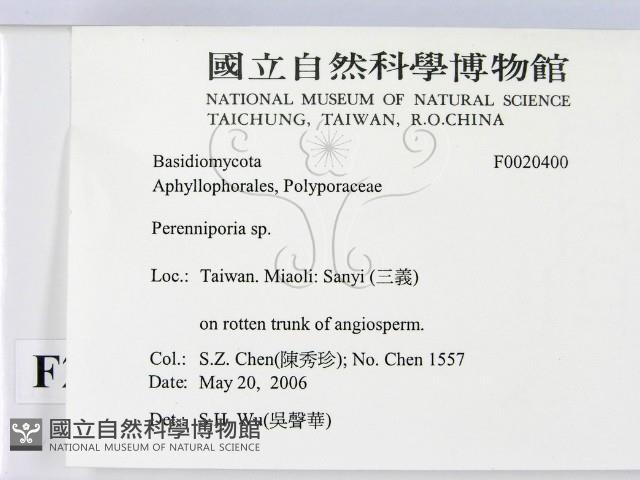 國立自然科學博物館
NATIONAL MUSEUM OF NATURAL SCIENCE
TAICHUNG, TAIWAN, R.O.CHINA
Basidiomycota F0020400
Aphyllophorales, Polyporaceae
Perenniporia sp.
Loc.: Taiwan. Miaoli: Sanyi (三義)
on rotten trunk of angiosperm.
Col.: S.Z. Chen(陳秀珍); No. Chen 1557
Date: May 20, 2006
Det.: S.H. Wu(吳聲華)
國立自然科學博物館
NATIONAL MUSEUM OF NATURAL SCIENCE